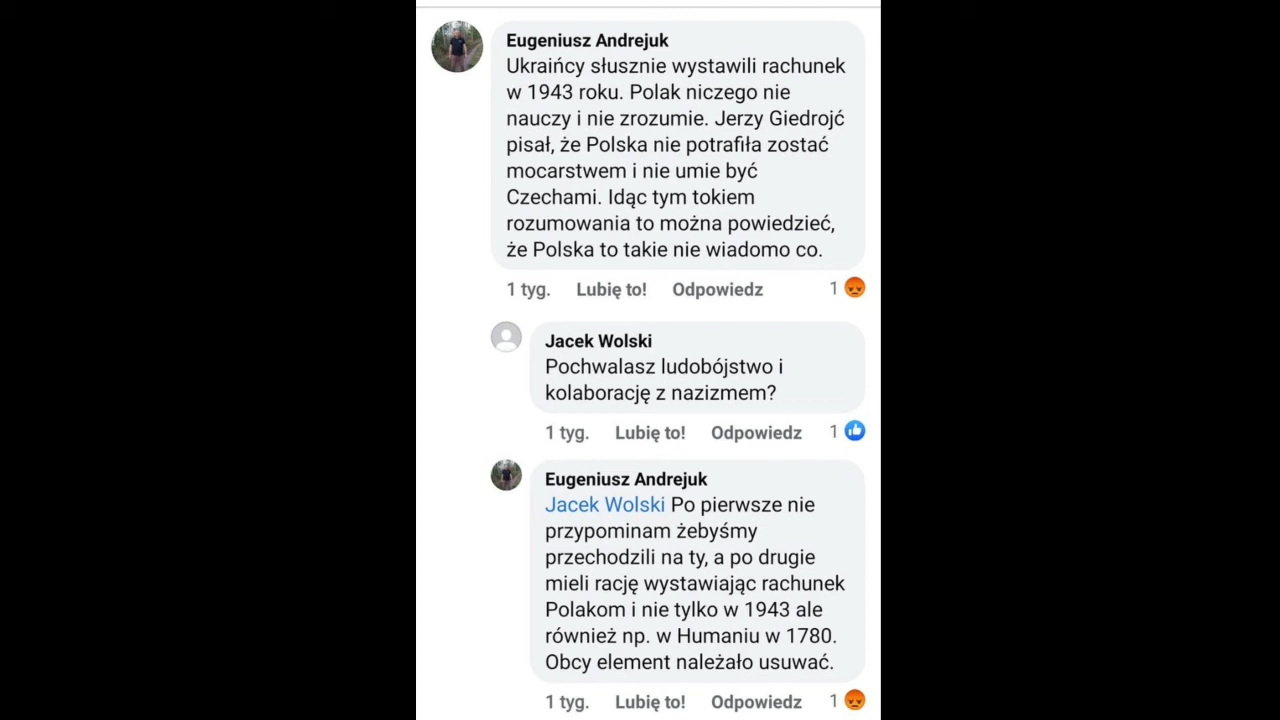 Eugeniusz Andrejuk
Ukraińcy słusznie wystawili rachunek
w 1943 roku. Polak niczego nie
nauczy i nie zrozumie. Jerzy Giedrojć
pisał, że Polska nie potrafiła zostać
mocarstwem i nie umie być
Czechami. Idąc tym tokiem
rozumowania to można powiedzieć,
że Polska to takie nie wiadomo co.
1 tyg. Lubię to! Odpowiedz 1
Jacek Wolski
Pochwalasz ludobójstwo i
kolaborację z nazizmem?
1 tyg. Lubię to! Odpowiedz 1
Eugeniusz Andrejuk
Jacek Wolski Po pierwsze nie
przypominam żebyśmy
przechodzili na ty, a po drugie
mieli rację wystawiając rachunek
Polakom i nie tylko w 1943 ale
również np. w Humaniu w 1780.
Obcy element należało usuwać.
1 tyg. Lubię to! Odpowiedz 1